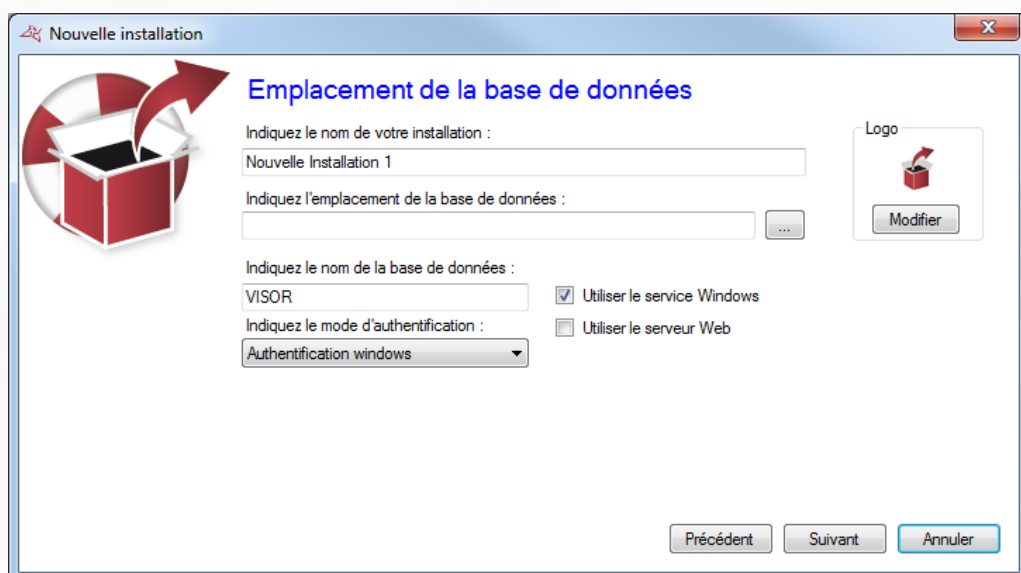 Nouvelle installation
Emplacement de la base de données
Indiquez le nom de votre installation :
Nouvelle Installation 1
Logo
Indiquez l'emplacement de la base de données :
...
Modifier
Indiquez le nom de la base de données :
VISOR
Utiliser le service Windows
Indiquez le mode d'authentification :
Utiliser le serveur Web
Authentification windows
Précédent
Suivant
Annuler